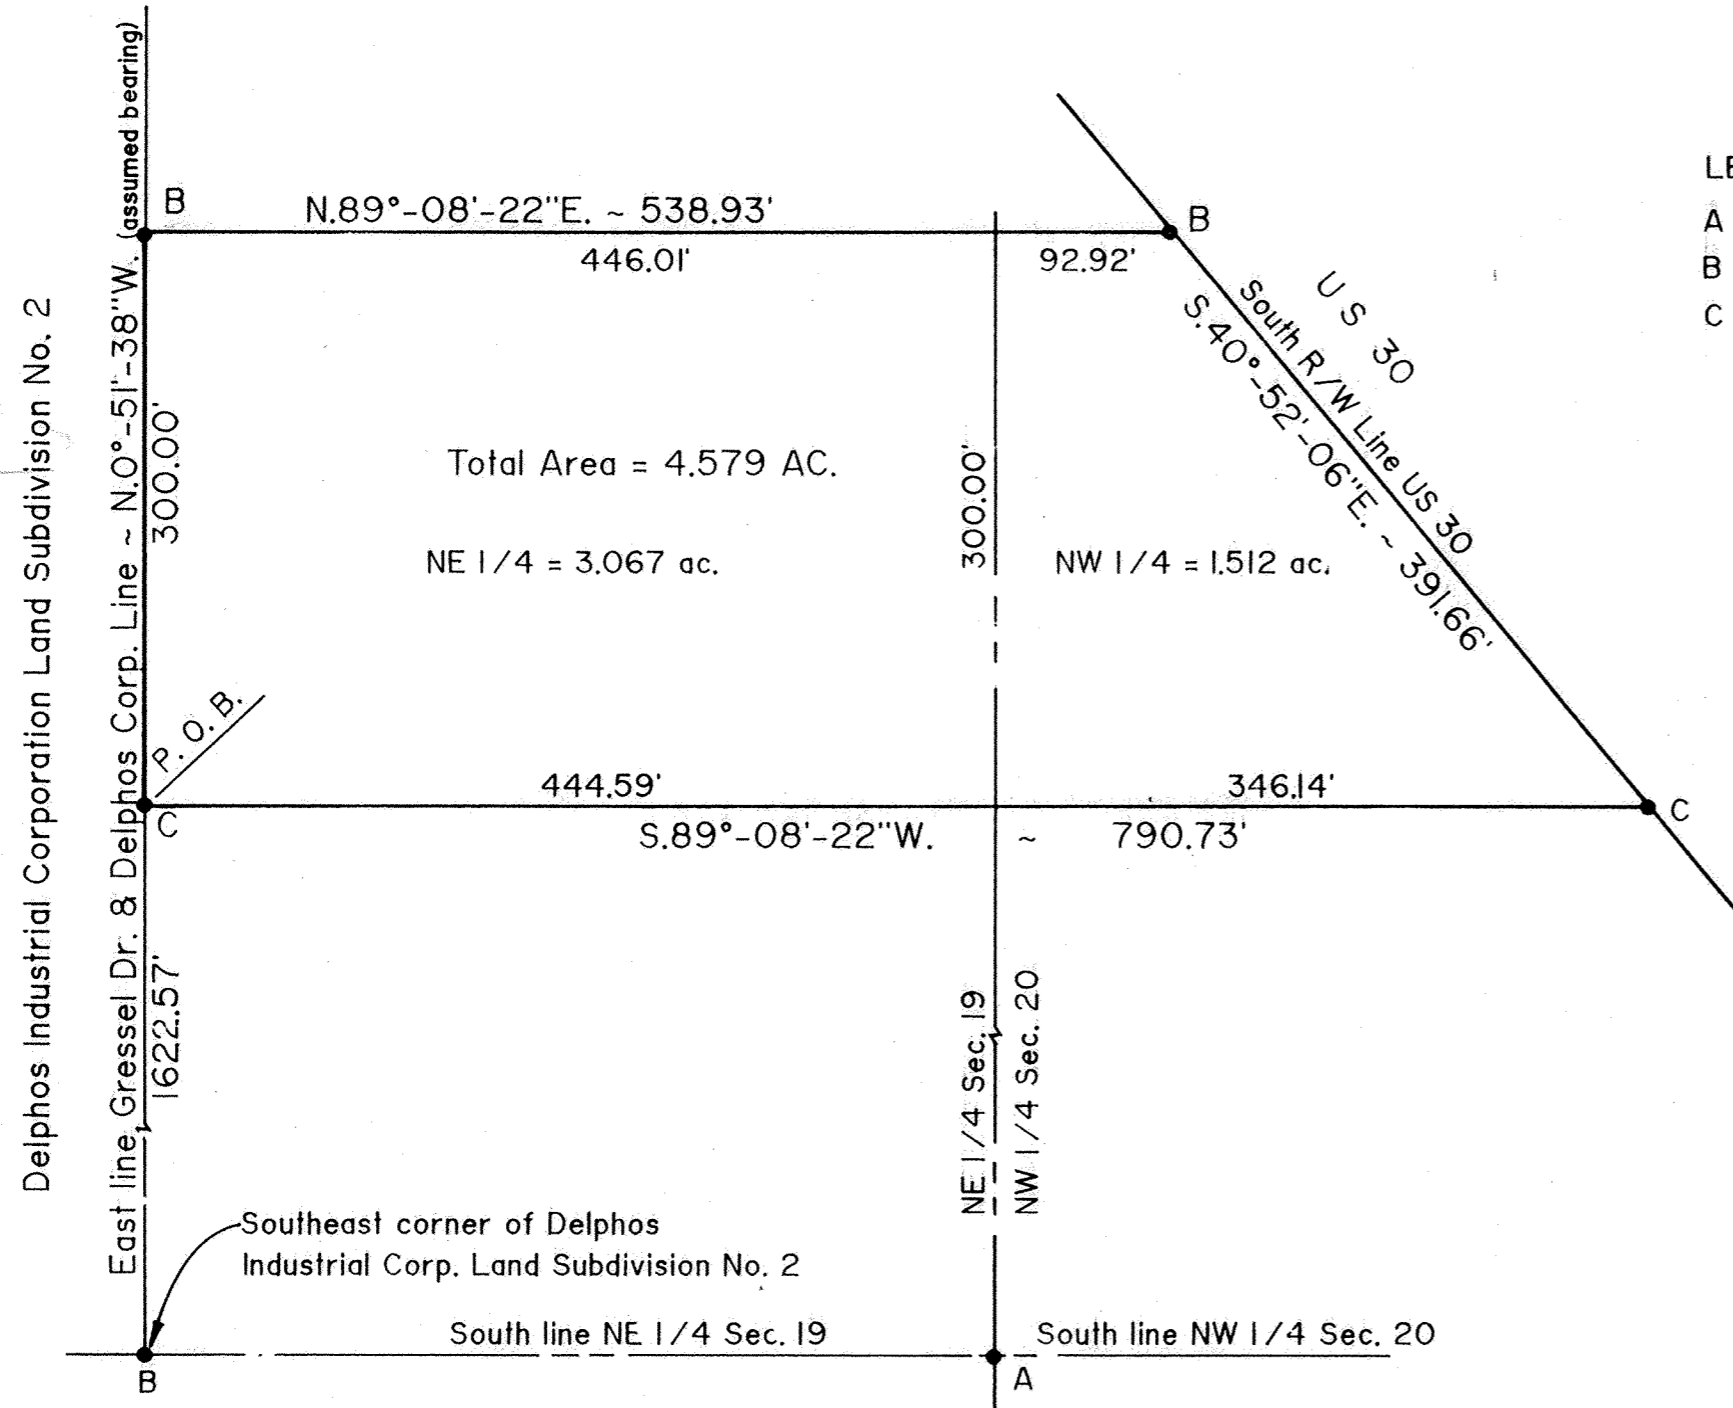 Delphos Industrial Corporation Land Subdivision No. 2
East line Gressel Dr. & Delphos Corp. Line ~ N.0°-51'-38"W. (assumed bearing)
B
N.89°-08'-22"E. ~ 538.93'
446.01'
92.92'
B
U S 30
South R/W Line US 30
S.40°-52'-06"E. ~ 391.66'
A
B
C
300.00'
Total Area = 4.579 AC.
NE 1/4 = 3.067 ac.
300.00'
NW 1/4 = 1.512 ac.
P. O. B.
C
444.59'
346.14'
C
S.89°-08'-22"W. ~ 790.73'
1622.57'
NE 1/4 Sec. 19
NW 1/4 Sec. 20
Southeast corner of Delphos
Industrial Corp. Land Subdivision No. 2
South line NE 1/4 Sec. 19
South line NW 1/4 Sec. 20
B
A